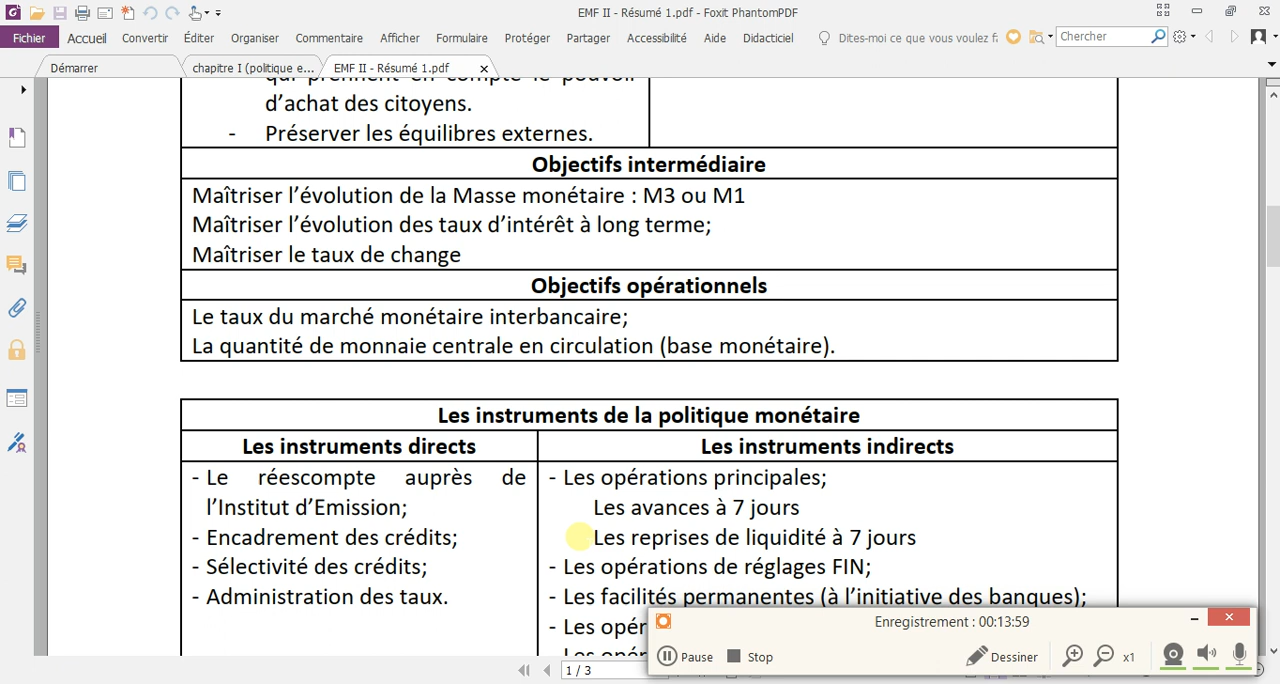 EMF II - Résumé 1.pdf - Foxit PhantomPDF
Fichier Accueil Convertir Éditer Organiser Commentaire Afficher Formulaire Protéger Partager Accessibilité Aide Didacticiel Dites-moi ce que vous voulez f. Chercher
Démarrer chapitre I (politique e... EMF II - Résumé 1.pdf
qui prennent en compte le pouvoir
d'achat des citoyens.
- Préserver les équilibres externes.
Objectifs intermédiaire
Maîtriser l'évolution de la Masse monétaire : M3 ou M1
Maîtriser l'évolution des taux d'intérêt à long terme;
Maîtriser le taux de change
Objectifs opérationnels
Le taux du marché monétaire interbancaire;
La quantité de monnaie centrale en circulation (base monétaire).
Les instruments de la politique monétaire
Les instruments directs
Les instruments indirects
- Le réescompte auprès de
l'Institut d'Emission;
- Encadrement des crédits;
- Sélectivité des crédits;
- Administration des taux.
- Les opérations principales;
Les avances à 7 jours
Les reprises de liquidité à 7 jours
- Les opérations de réglages FIN;
- Les facilités permanentes (à l'initiative des banques);
- Les opér
Enregistrement : 00:13:59
Pause Stop Dessiner x1
1 / 3